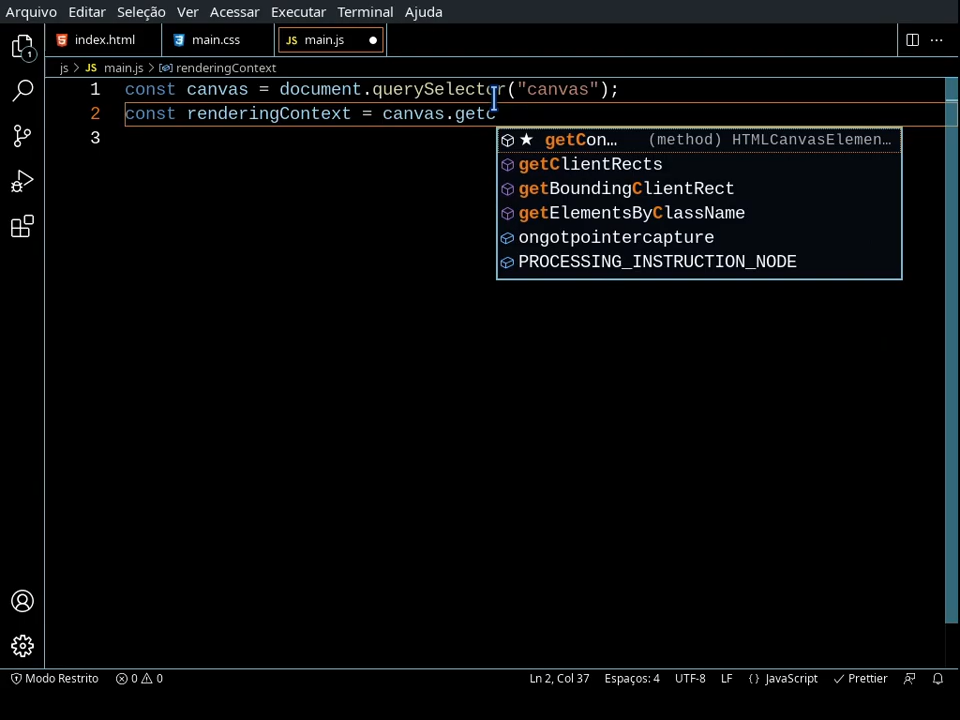 Arquivo Editar Seleção Ver Acessar Executar Terminal Ajuda
index.html main.css JS main.js
js > JS main.js > renderingContext
1 const canvas = document.querySelector("canvas");
2 const renderingContext = canvas.getc
★ getCon… (method) HTMLCanvasElemen…
getClientRects
3
getBoundingClientRect
getElementsByClassName
ongotpointercapture
PROCESSING_INSTRUCTION_NODE
1
Modo Restrito 0 0 Ln 2, Col 37 Espaços: 4 UTF-8 LF {} JavaScript Prettier